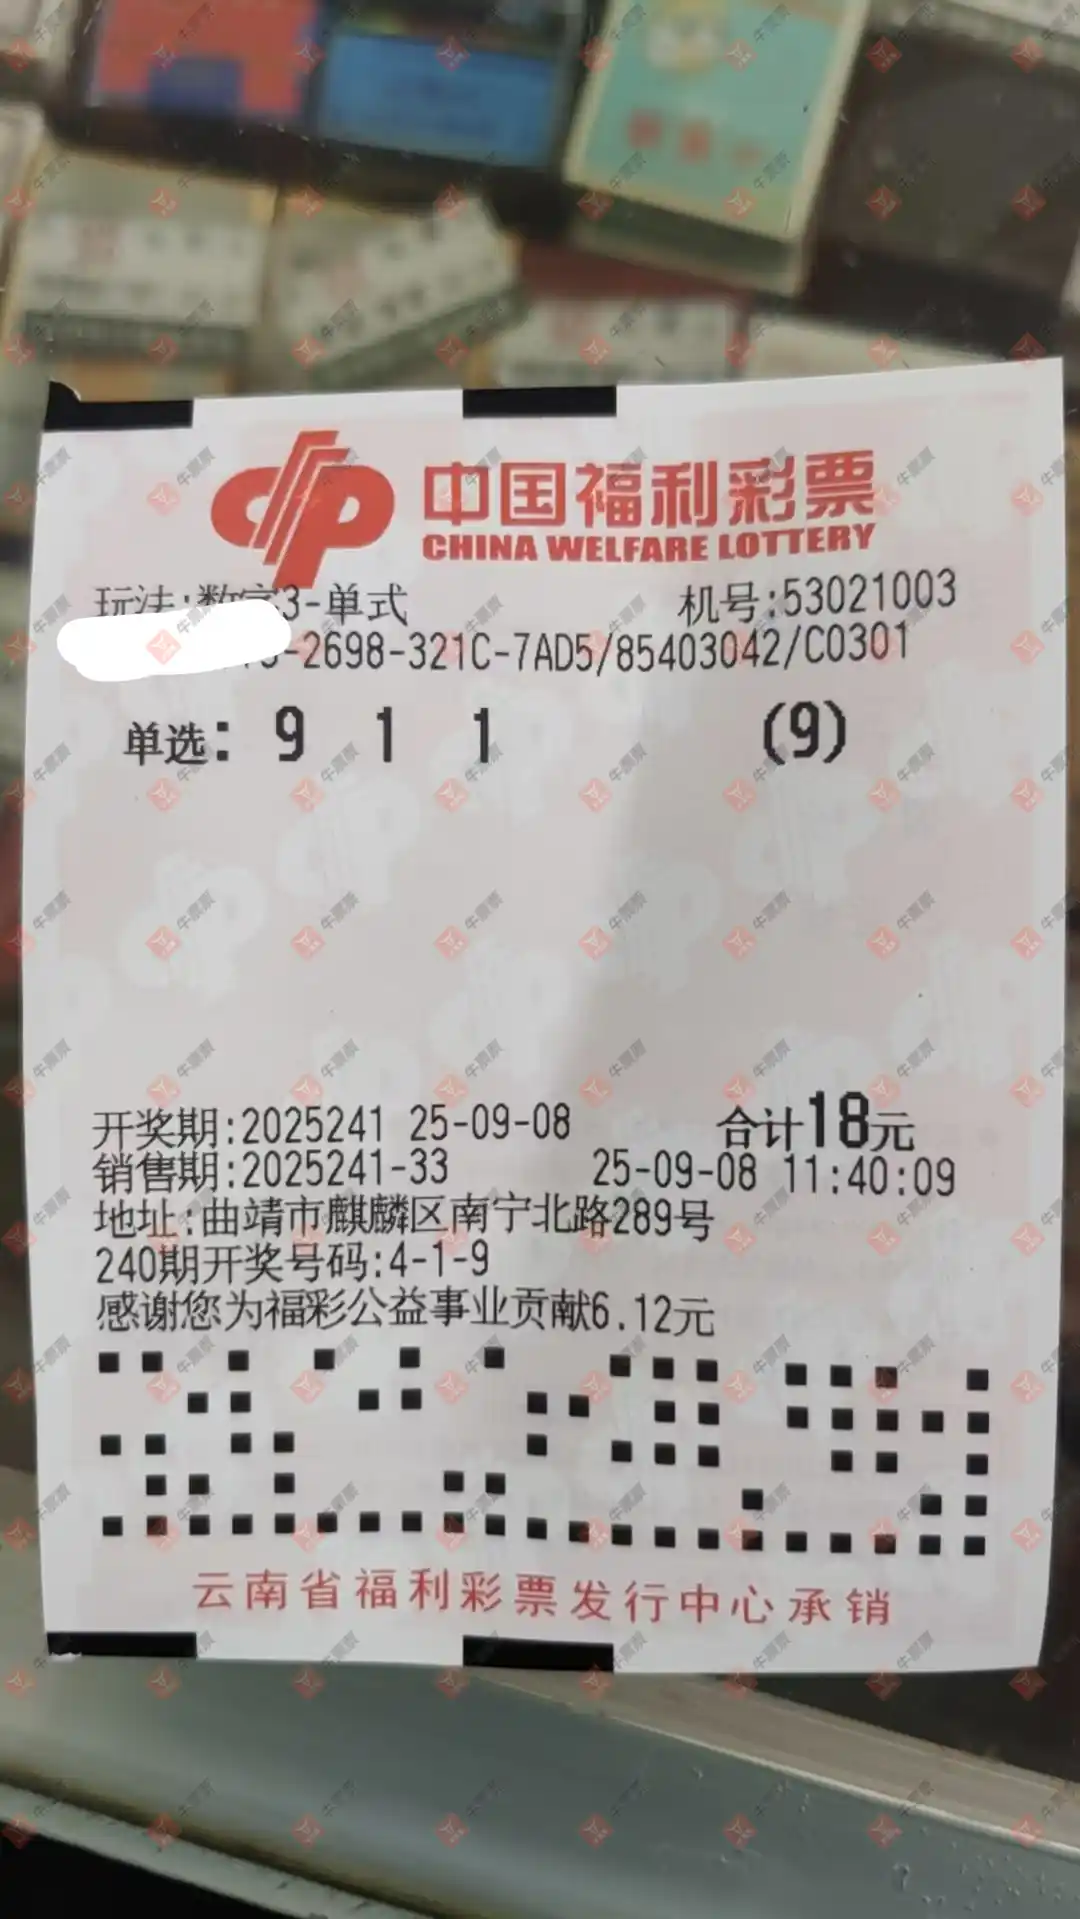 中国福利彩票
CHINA WELFARE LOTTERY
玩法:数字3-单式 机号:53021003
-2698-321C-7AD5/85403042/C0301
单选: 9 1 1 (9)
开奖期:2025241 25-09-08 合计18元
销售期:2025241-33 25-09-08 11:40:09
地址:曲靖市麒麟区南宁北路289号
240期开奖号码:4-1-9
感谢您为福彩公益事业贡献6.12元
云南省福利彩票发行中心承销
牛票票